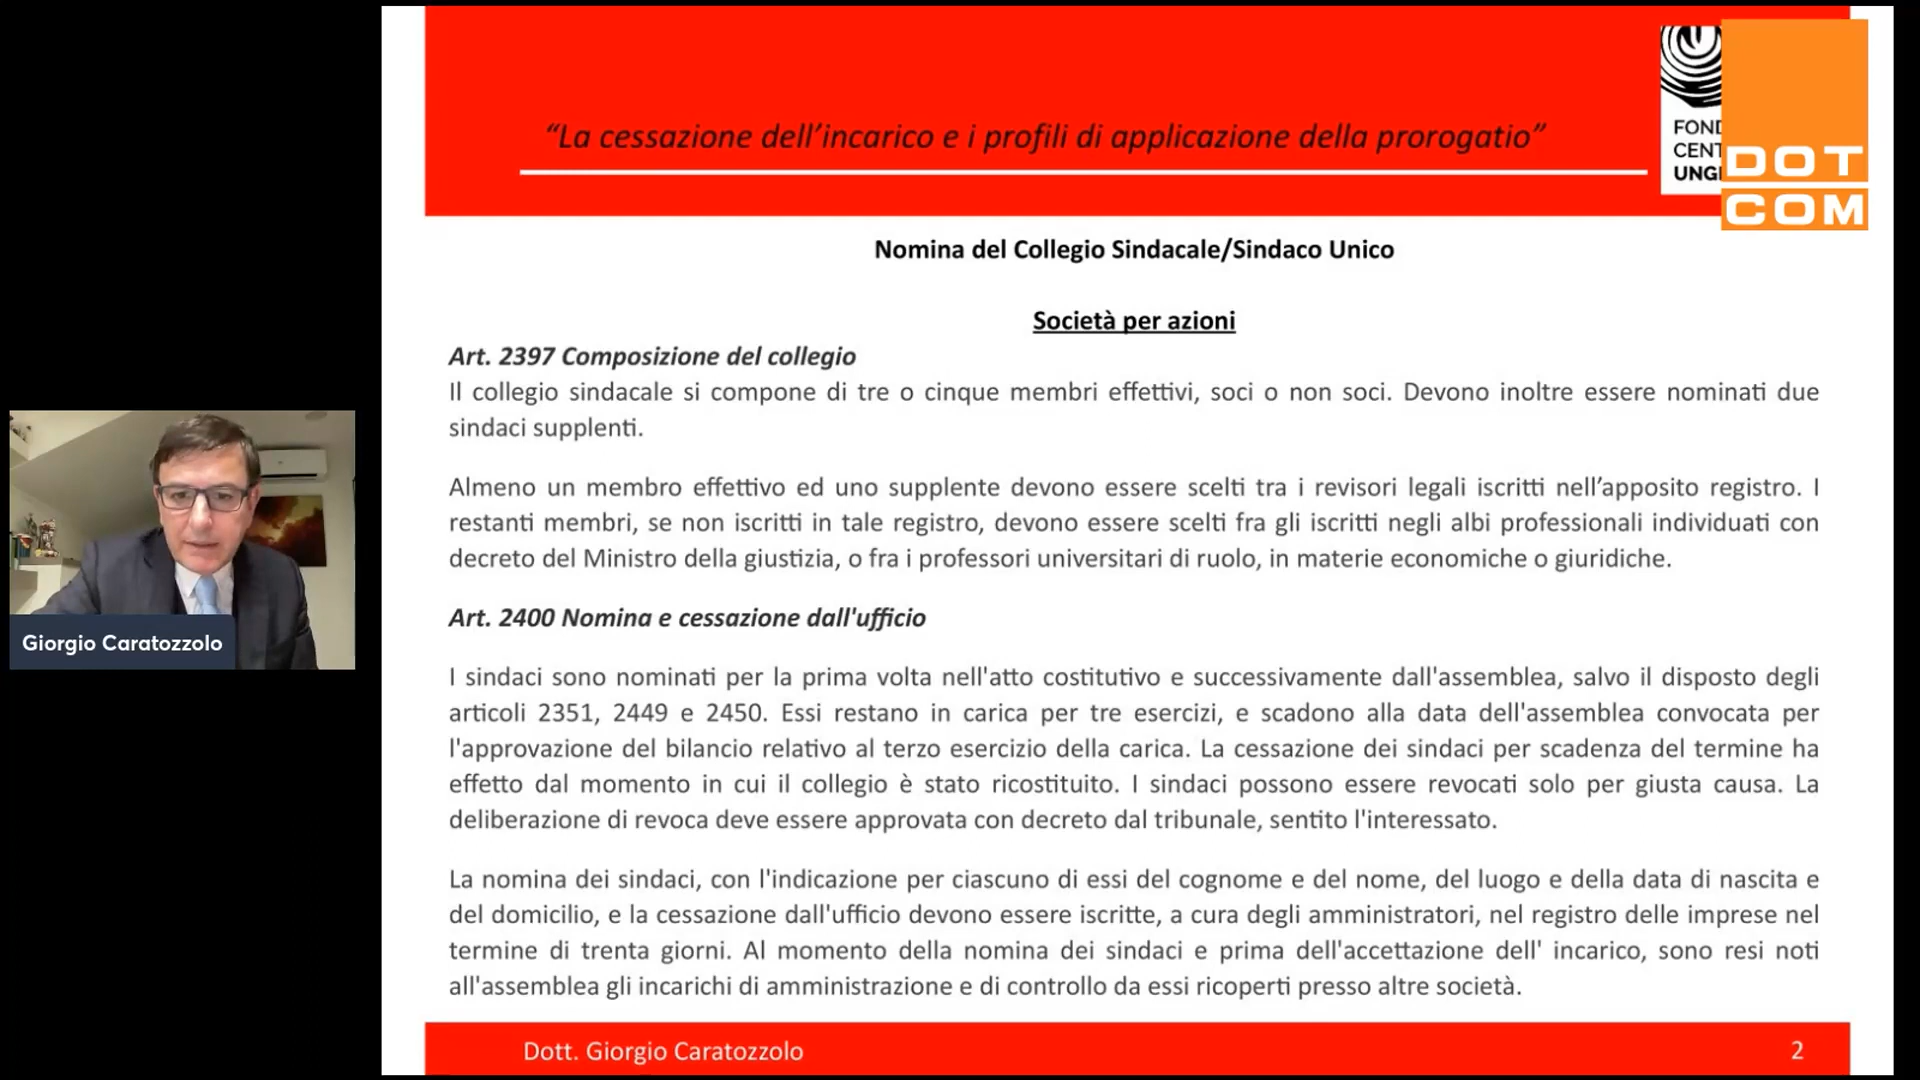 “La cessazione dell’incarico e i profili di applicazione della prorogatio”
CENT
DOT
COM
Nomina del Collegio Sindacale/Sindaco Unico
Società per azioni
Art. 2397 Composizione del collegio
Il collegio sindacale si compone di tre o cinque membri effettivi, soci o non soci. Devono inoltre essere nominati due
sindaci supplenti.
Almeno un membro effettivo ed uno supplente devono essere scelti tra i revisori legali iscritti nell’apposito registro. I
restanti membri, se non iscritti in tale registro, devono essere scelti fra gli iscritti negli albi professionali individuati con
decreto del Ministro della giustizia, o fra i professori universitari di ruolo, in materie economiche o giuridiche.
Art. 2400 Nomina e cessazione dall'ufficio
I sindaci sono nominati per la prima volta nell'atto costitutivo e successivamente dall'assemblea, salvo il disposto degli
articoli 2351, 2449 e 2450. Essi restano in carica per tre esercizi, e scadono alla data dell'assemblea convocata per
l'approvazione del bilancio relativo al terzo esercizio della carica. La cessazione dei sindaci per scadenza del termine ha
effetto dal momento in cui il collegio è stato ricostituito. I sindaci possono essere revocati solo per giusta causa. La
deliberazione di revoca deve essere approvata con decreto dal tribunale, sentito l'interessato.
La nomina dei sindaci, con l'indicazione per ciascuno di essi del cognome e del nome, del luogo e della data di nascita e
del domicilio, e la cessazione dall'ufficio devono essere iscritte, a cura degli amministratori, nel registro delle imprese nel
termine di trenta giorni. Al momento della nomina dei sindaci e prima dell'accettazione dell' incarico, sono resi noti
all'assemblea gli incarichi di amministrazione e di controllo da essi ricoperti presso altre società.
Giorgio Caratozzolo
Dott. Giorgio Caratozzolo
2